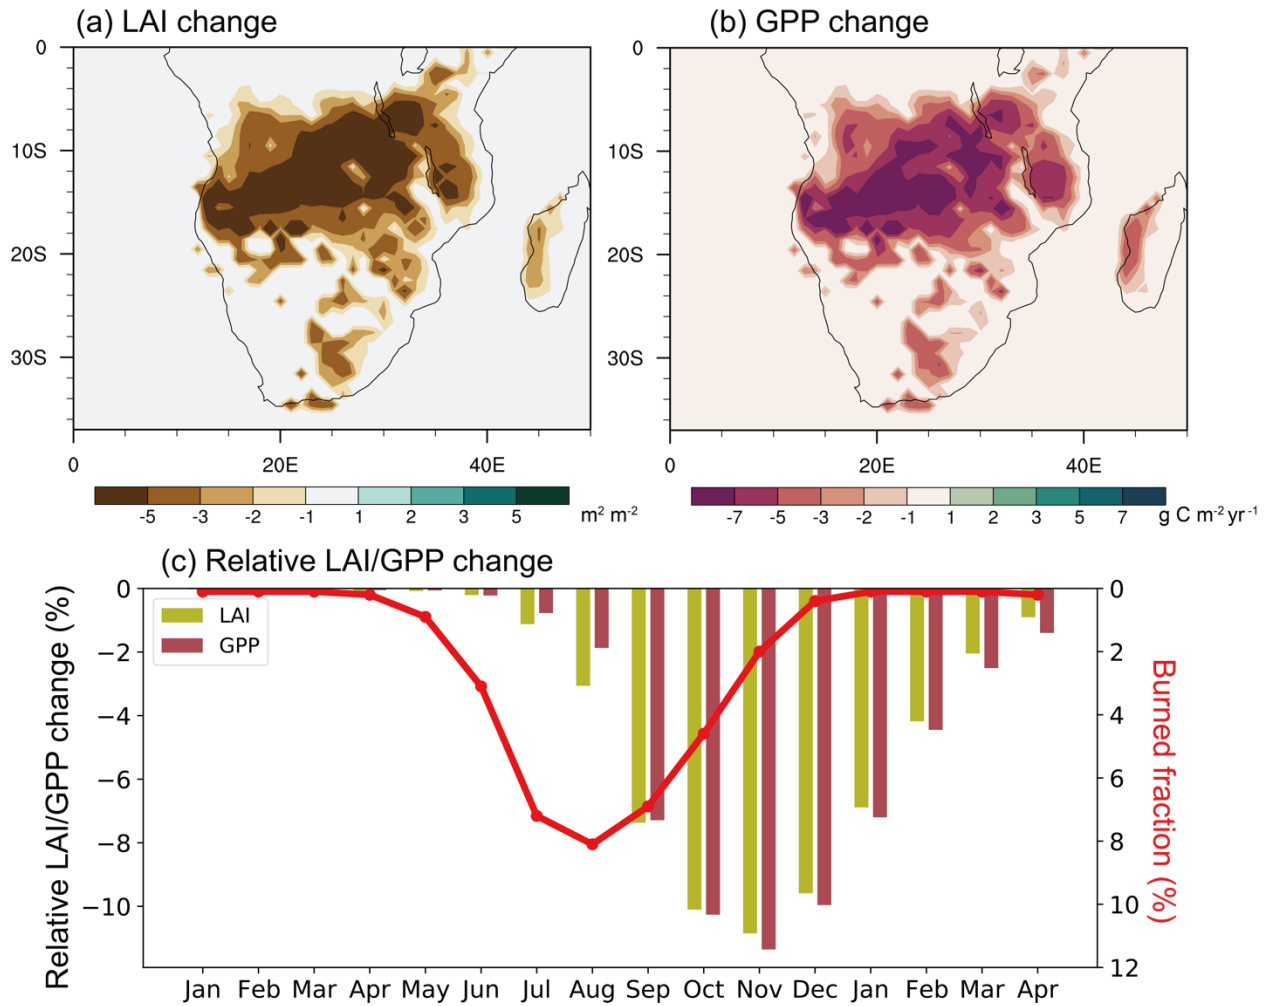 (a) LAI change
(b) GPP change
0
10S
20S
30S
0
20E
40E
-5 -3 -2 -1 1 2 3 5
m² m⁻²
0
10S
20S
30S
0
20E
40E
-7 -5 -3 -2 -1 1 2 3 5 7
g C m⁻² yr⁻¹
(c) Relative LAI/GPP change
Relative LAI/GPP change (%)
0
−2
−4
−6
−8
−10
LAI
GPP
0
2
4
6
8
10
12
Burned fraction (%)
Jan Feb Mar Apr May Jun Jul Aug Sep Oct Nov Dec Jan Feb Mar Apr